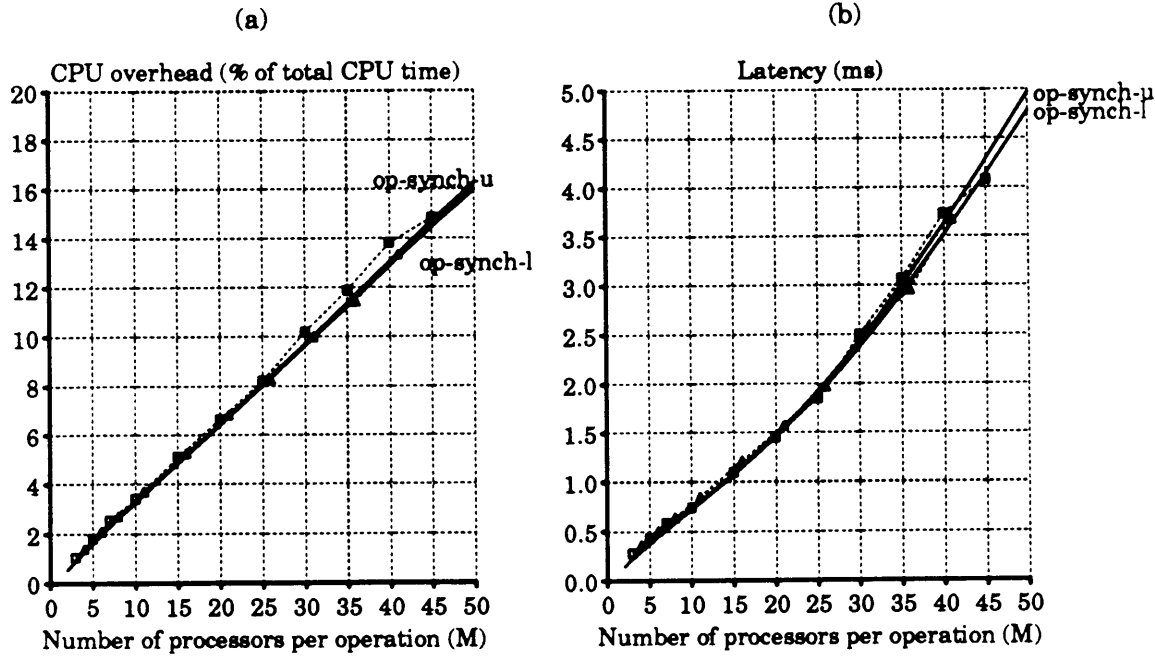 (a)
CPU overhead (% of total CPU time)
20
18
16
14
12
10
8
6
4
2
0
op-synch-u
op-synch-l
0 5 10 15 20 25 30 35 40 45 50
Number of processors per operation (M)
(b)
Latency (ms)
5.0
4.5
4.0
3.5
3.0
2.5
2.0
1.5
1.0
0.5
0.0
op-synch-u
op-synch-l
0 5 10 15 20 25 30 35 40 45 50
Number of processors per operation (M)